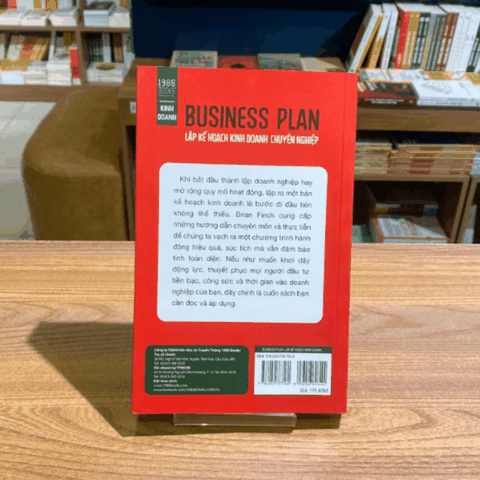 1986
BOOKS
KINH
DOANH
BUSINESS PLAN
LẬP KẾ HOẠCH KINH DOANH CHUYÊN NGHIỆP
Khi bắt đầu thành lập doanh nghiệp hay
mở rộng quy mô hoạt động, lập ra một bản
kế hoạch kinh doanh là bước đi đầu tiên
không thể thiếu. Brian Finch cung cấp
những hướng dẫn chuyên môn và thực tiễn
để chúng ta vạch ra một chương trình hành
động hiệu quả, súc tích mà vẫn đảm bảo
tính toàn diện. Nếu như muốn khơi dậy
động lực, thuyết phục mọi người đầu tư
tiền bạc, công sức và thời gian vào doanh
nghiệp của bạn, đây chính là cuốn sách bạn
cần đọc và áp dụng.
Trụ sở chính: